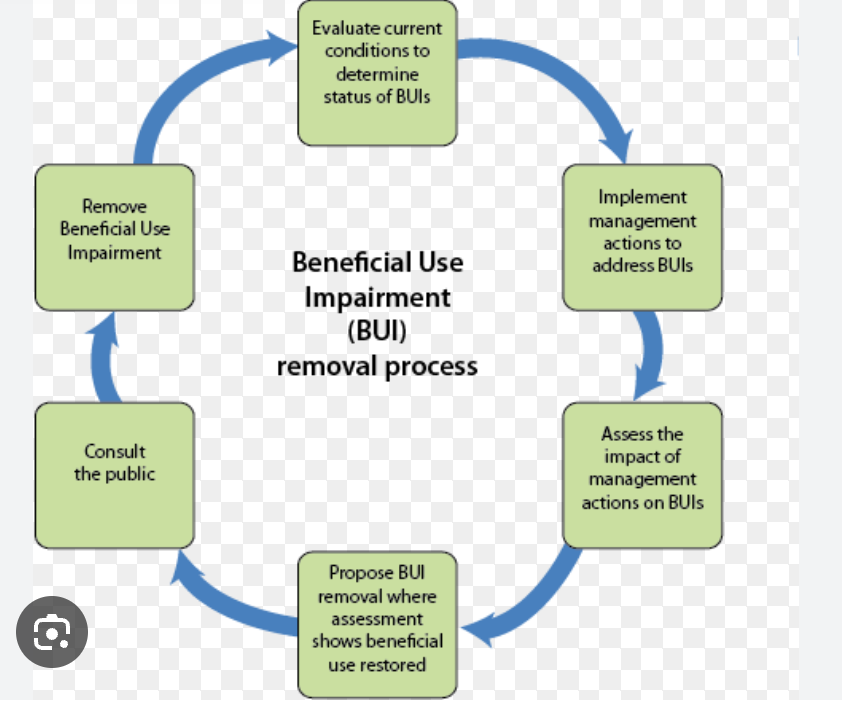 Evaluate current
conditions to
determine
status of BUIs
Implement
management
actions to
address BUIs
Assess the
impact of
management
actions on BUIs
Propose BUI
removal where
assessment
shows beneficial
use restored
Consult
the public
Remove
Beneficial Use
Impairment
Beneficial Use
Impairment
(BUI)
removal process